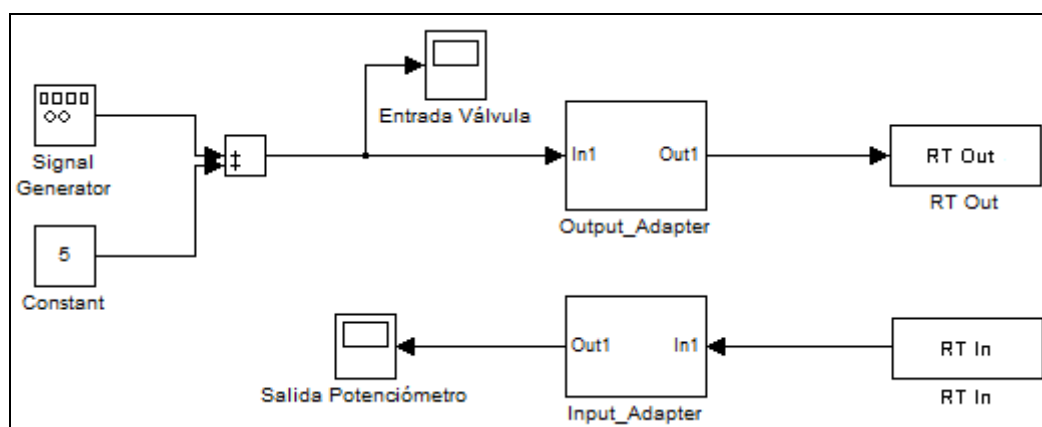 Entrada Válvula
Signal
Generator
In1
Out1
Output_Adapter
RT Out
RT Out
5
Constant
Salida Potenciómetro
Out1
In1
Input_Adapter
RT In
RT In